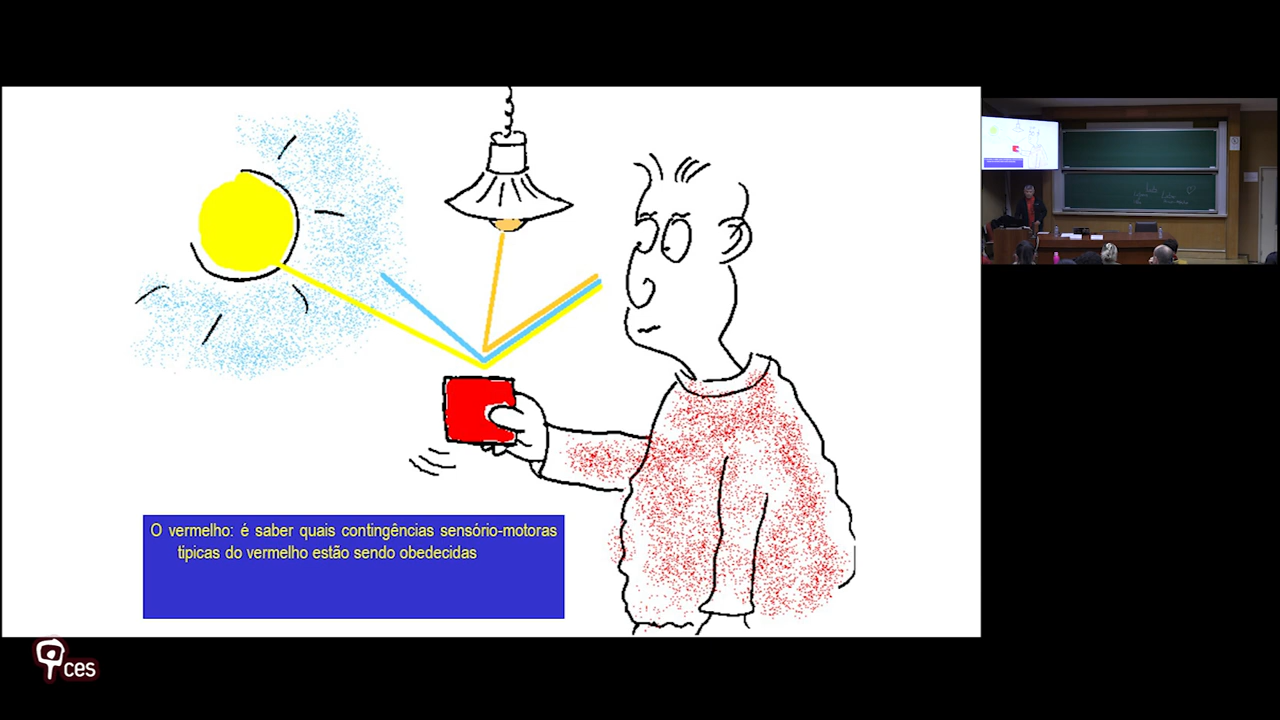 O vermelho: é saber quais contingências sensório-motoras
tipicas do vermelho estão sendo obedecidas
ces